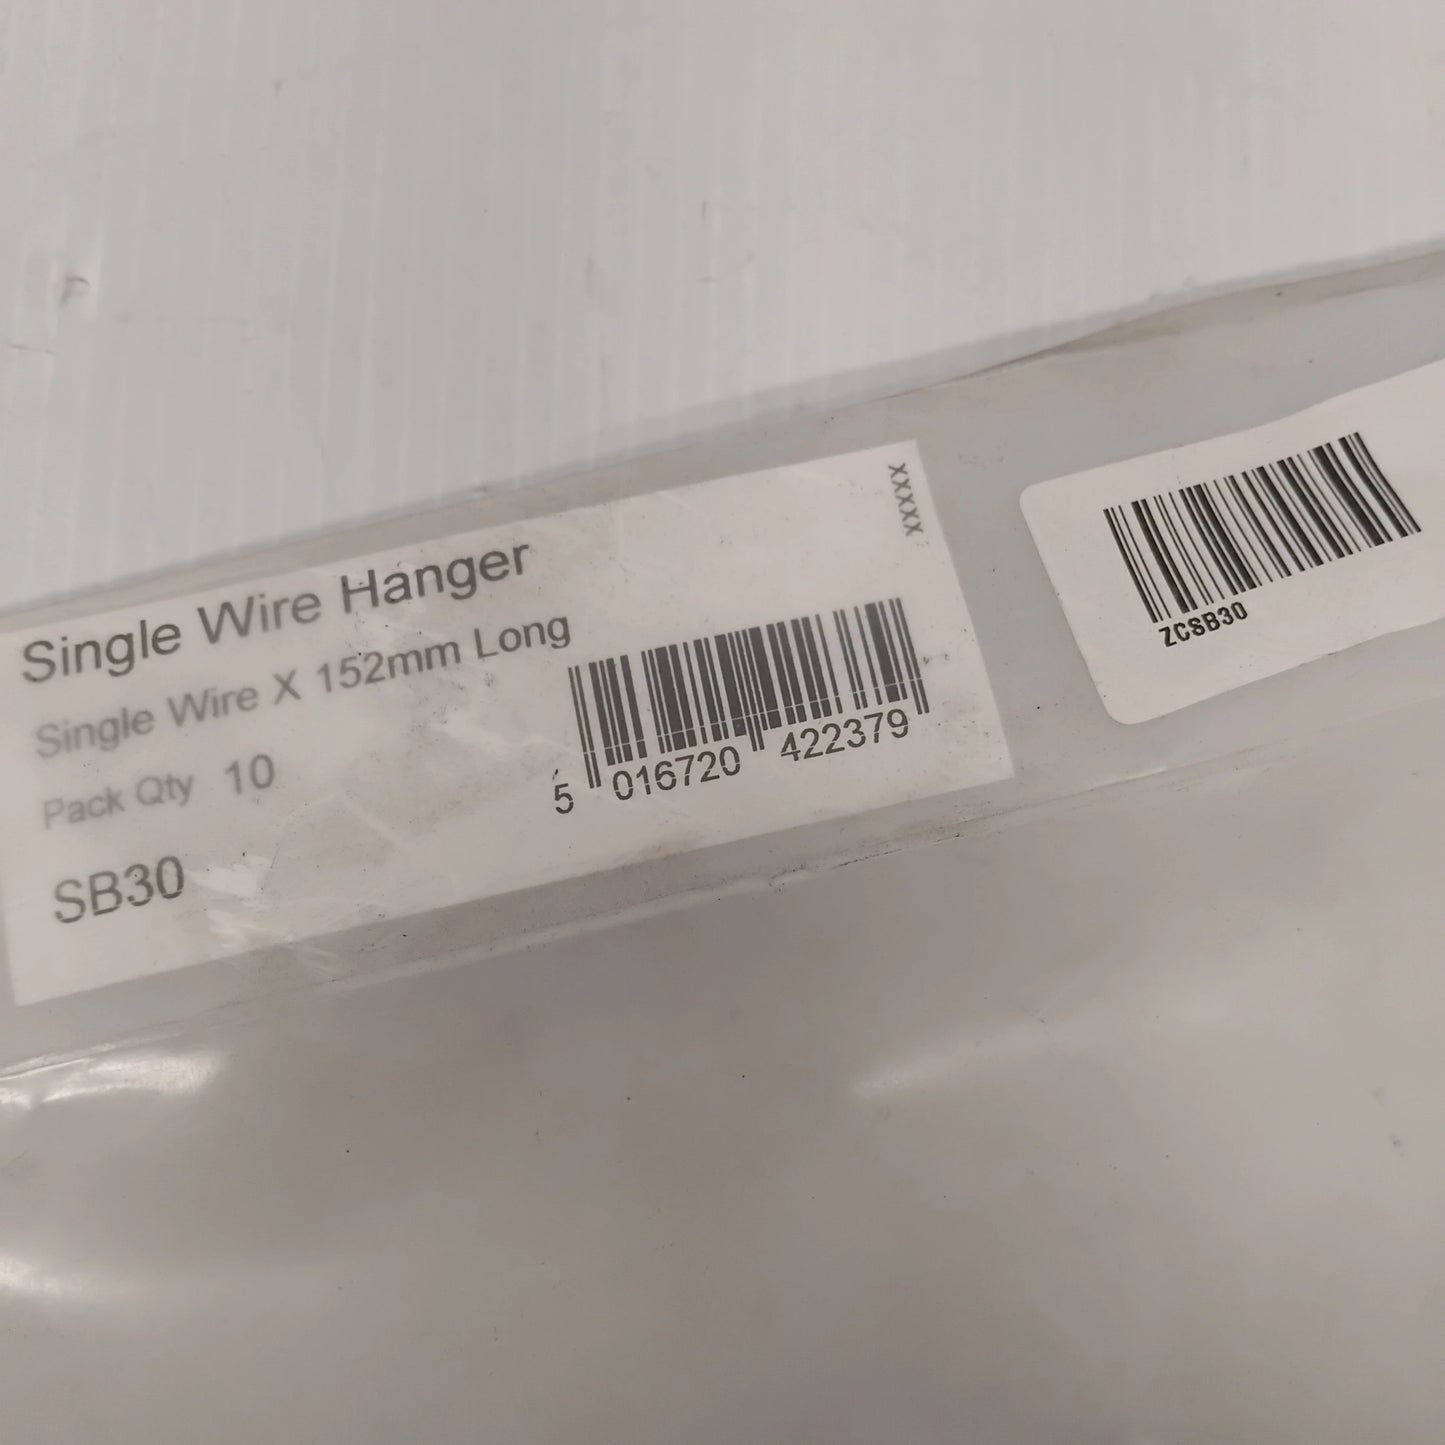 Single Wire Hanger
Single Wire X 152mm Long
Pack Qty 10
SB30
xxxxx
5 016720 422379
ZCSB30